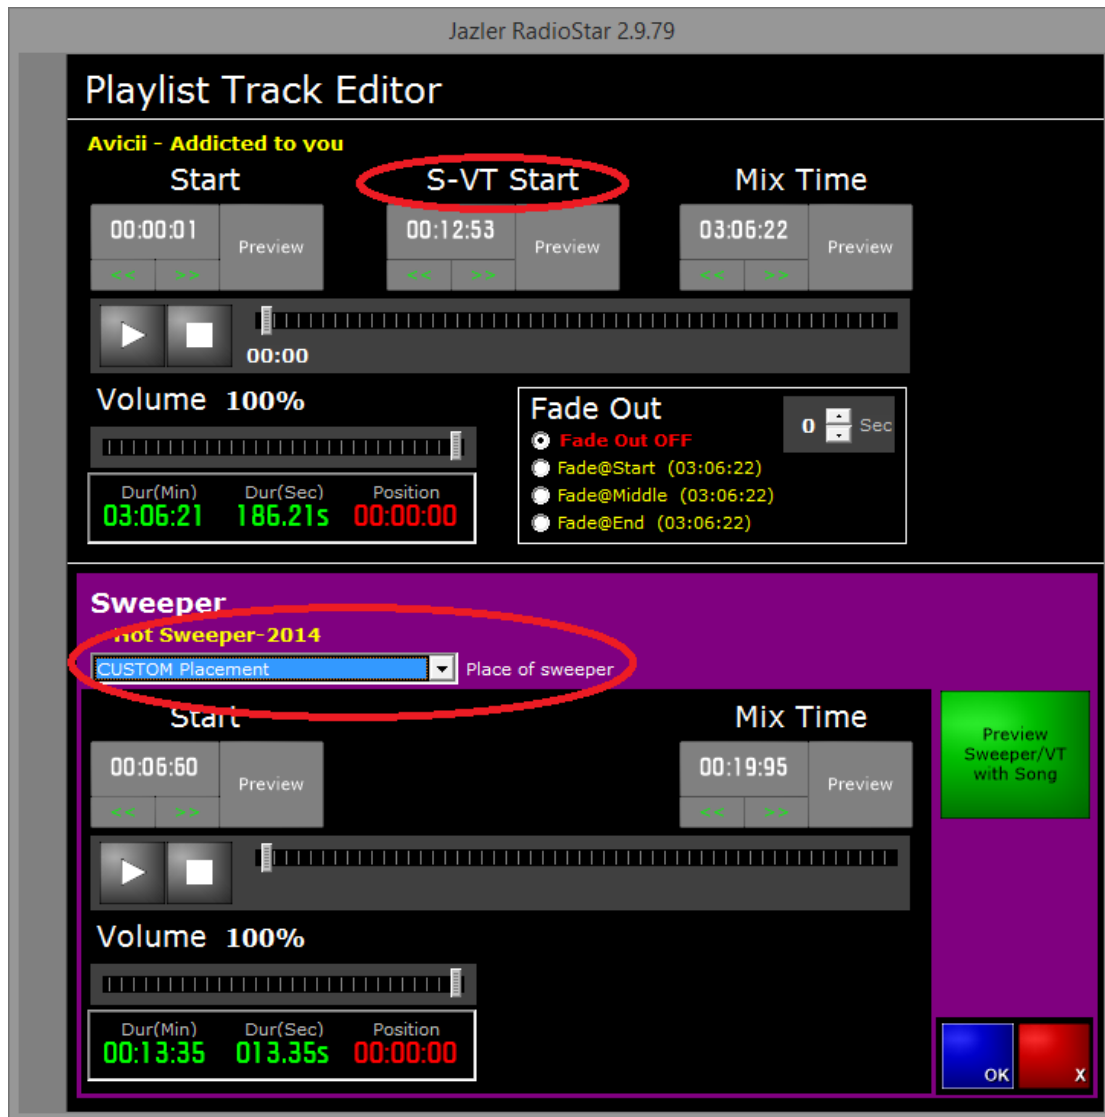 Jazler RadioStar 2.9.79
Playlist Track Editor
Avicii - Addicted to you
Start S-VT Start Mix Time
00:00:01 Preview 00:12:53 Preview 03:06:22 Preview
<< >> << >> << >>
00:00
Volume 100%
Dur(Min) Dur(Sec) Position
03:06:21 186.21s 00:00:00
Fade Out 0 Sec
Fade Out OFF
Fade@Start (03:06:22)
Fade@Middle (03:06:22)
Fade@End (03:06:22)
Sweeper
- Hot Sweeper-2014
CUSTOM Placement Place of sweeper
Start Mix Time
00:06:60 Preview 00:19:95 Preview
<< >> << >>
Preview
Sweeper/VT
with Song
Volume 100%
Dur(Min) Dur(Sec) Position
00:13:35 013.35s 00:00:00
OK X